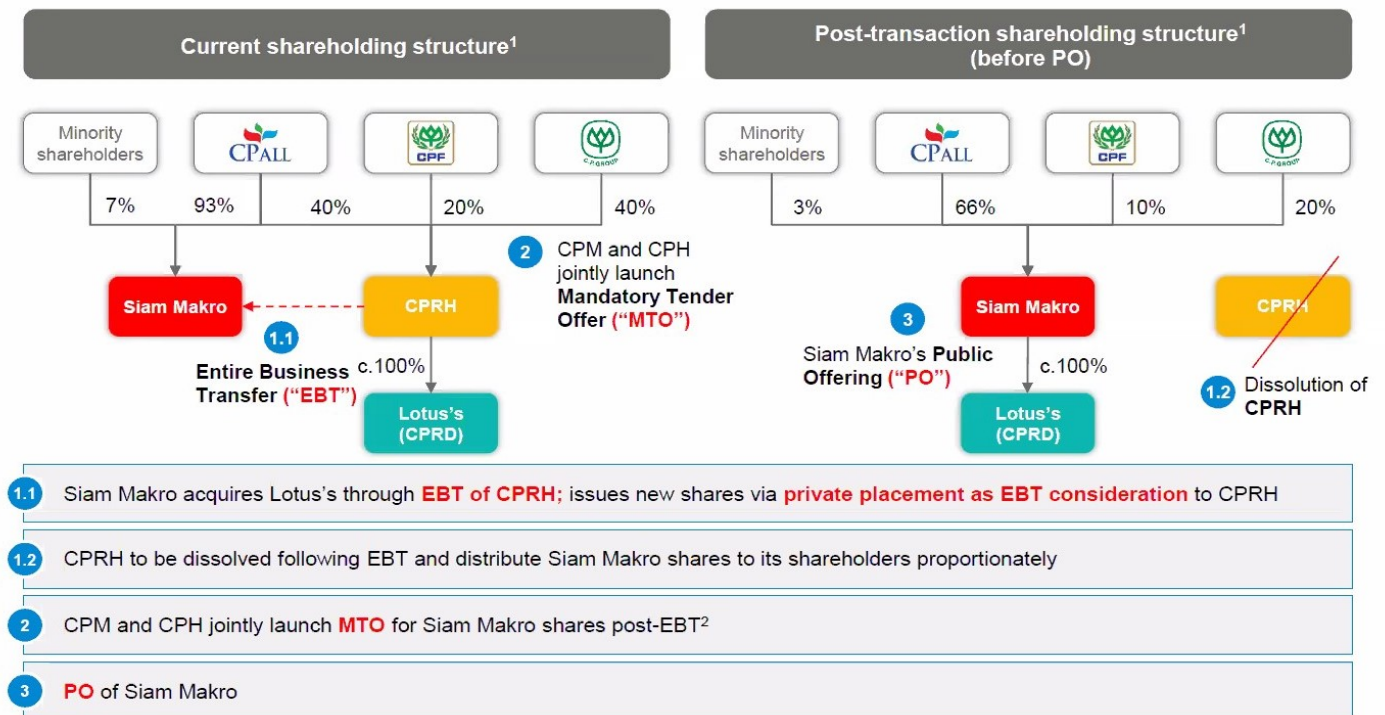 Current shareholding structure1
Post-transaction shareholding structure1
(before PO)
Minority
shareholders
CPALL
CPF
C.P.GROUP
Minority
shareholders
CPALL
CPF
C.P.GROUP
7%
93%
40%
20%
40%
3%
66%
10%
20%
2
CPM and CPH
jointly launch
Mandatory Tender
Offer (“MTO”)
Siam Makro
CPRH
Siam Makro
CPRH
1.1
Entire Business
Transfer (“EBT”)
c.100%
3
Siam Makro’s Public
Offering (“PO”)
c.100%
1.2
Dissolution of
CPRH
Lotus’s
(CPRD)
Lotus’s
(CPRD)
1.1 Siam Makro acquires Lotus’s through EBT of CPRH; issues new shares via private placement as EBT consideration to CPRH
1.2 CPRH to be dissolved following EBT and distribute Siam Makro shares to its shareholders proportionately
2 CPM and CPH jointly launch MTO for Siam Makro shares post-EBT2
3 PO of Siam Makro